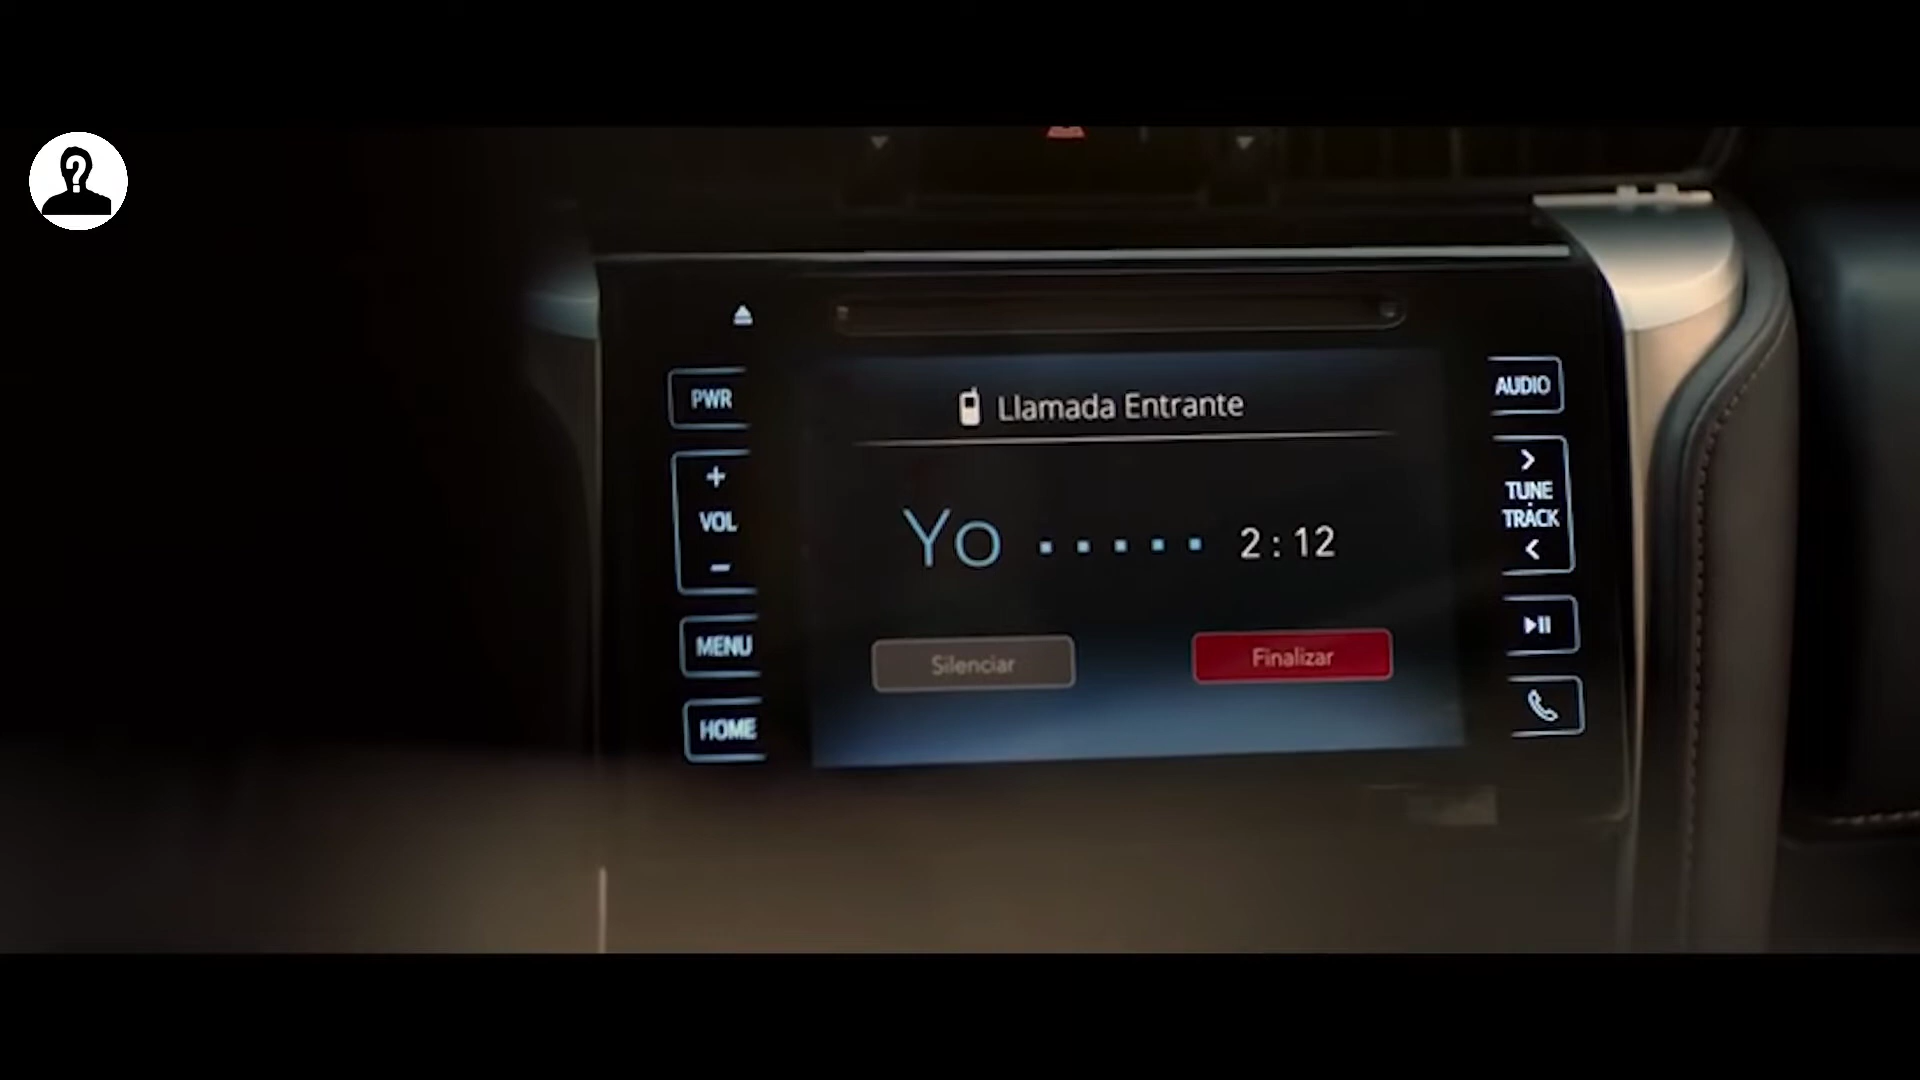 PWR
+
VOL
-
MENU
HOME
Llamada Entrante
Yo ..... 2:12
Silenciar
Finalizar
AUDIO
>
TUNE
TRACK
<
?